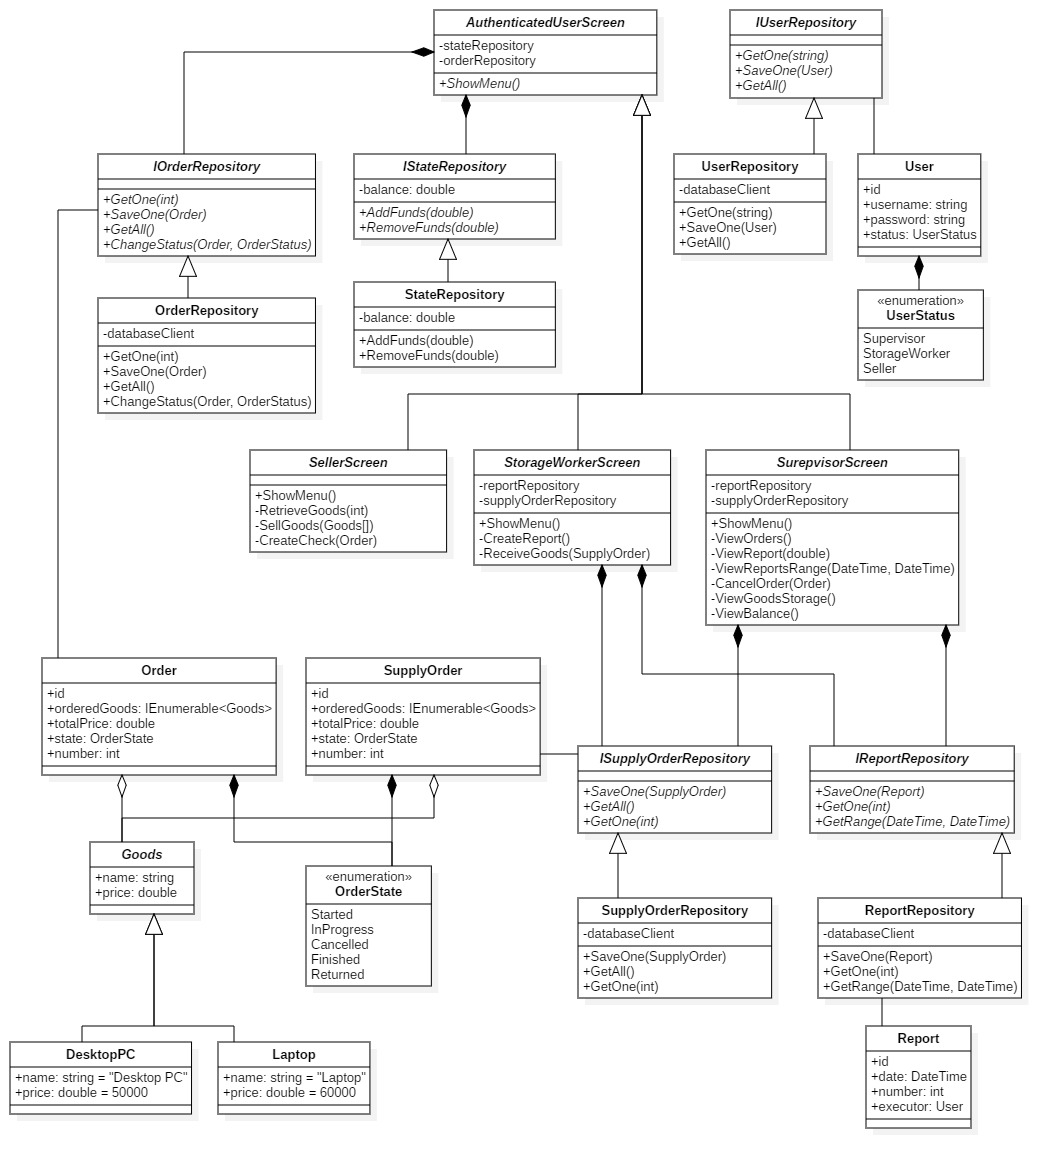 AuthenticatedUserScreen
-stateRepository
-orderRepository
+ShowMenu()
IUserRepository
+GetOne(string)
+SaveOne(User)
+GetAll()
IOrderRepository
+GetOne(int)
+SaveOne(Order)
+GetAll()
+ChangeStatus(Order, OrderStatus)
IStateRepository
-balance: double
+AddFunds(double)
+RemoveFunds(double)
UserRepository
-databaseClient
+GetOne(string)
+SaveOne(User)
+GetAll()
User
+id
+username: string
+password: string
+status: UserStatus
OrderRepository
-databaseClient
+GetOne(int)
+SaveOne(Order)
+GetAll()
+ChangeStatus(Order, OrderStatus)
StateRepository
-balance: double
+AddFunds(double)
+RemoveFunds(double)
«enumeration»
UserStatus
Supervisor
StorageWorker
Seller
SellerScreen
+ShowMenu()
-RetrieveGoods(int)
-SellGoods(Goods[])
-CreateCheck(Order)
StorageWorkerScreen
-reportRepository
-supplyOrderRepository
+ShowMenu()
-CreateReport()
-ReceiveGoods(SupplyOrder)
SurepvisorScreen
-reportRepository
-supplyOrderRepository
+ShowMenu()
-ViewOrders()
-ViewReport(double)
-ViewReportsRange(DateTime, DateTime)
-CancelOrder(Order)
-ViewGoodsStorage()
-ViewBalance()
Order
+id
+orderedGoods: IEnumerable<Goods>
+totalPrice: double
+state: OrderState
+number: int
SupplyOrder
+id
+orderedGoods: IEnumerable<Goods>
+totalPrice: double
+state: OrderState
+number: int
ISupplyOrderRepository
+SaveOne(SupplyOrder)
+GetAll()
+GetOne(int)
IReportRepository
+SaveOne(Report)
+GetOne(int)
+GetRange(DateTime, DateTime)
Goods
+name: string
+price: double
«enumeration»
OrderState
Started
InProgress
Cancelled
Finished
Returned
SupplyOrderRepository
-databaseClient
+SaveOne(SupplyOrder)
+GetAll()
+GetOne(int)
ReportRepository
-databaseClient
+SaveOne(Report)
+GetOne(int)
+GetRange(DateTime, DateTime)
DesktopPC
+name: string = "Desktop PC"
+price: double = 50000
Laptop
+name: string = "Laptop"
+price: double = 60000
Report
+id
+date: DateTime
+number: int
+executor: User